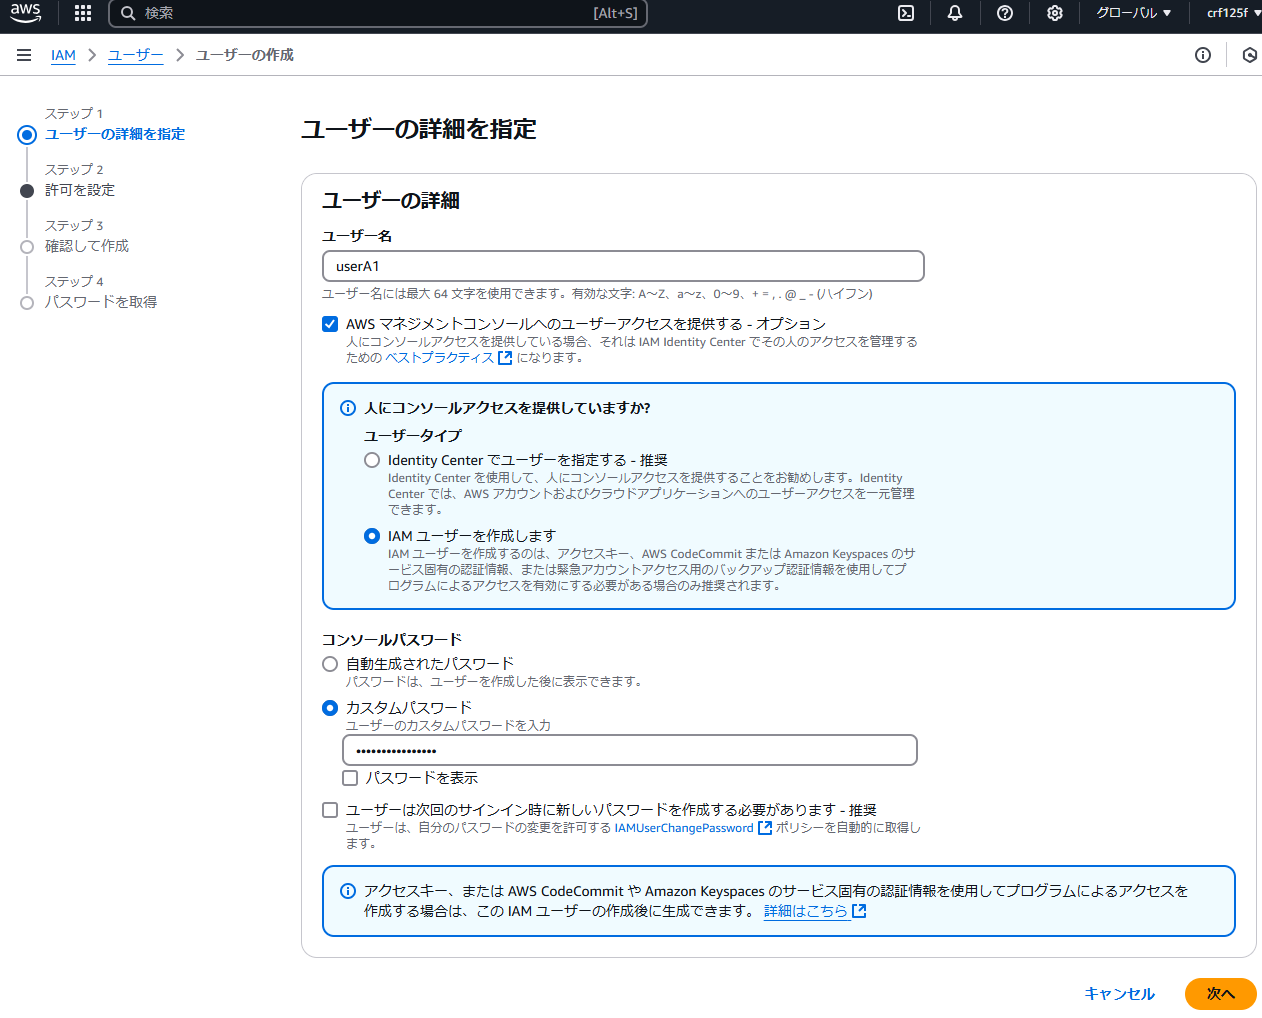 aws
検索
[Alt+S]
グローバル ▼
crf125f ▼
IAM > ユーザー > ユーザーの作成
ステップ 1
ユーザーの詳細を指定
ステップ 2
許可を設定
ステップ 3
確認して作成
ステップ 4
パスワードを取得
ユーザーの詳細を指定
ユーザーの詳細
ユーザー名
userA1
ユーザー名には最大 64 文字を使用できます。有効な文字: A～Z、a～z、0～9、+ = , . @ _ - (ハイフン)
AWS マネジメントコンソールへのユーザーアクセスを提供する - オプション
人にコンソールアクセスを提供している場合、それは IAM Identity Center でその人のアクセスを管理する
ための ベストプラクティス になります。
人にコンソールアクセスを提供していますか?
ユーザータイプ
Identity Center でユーザーを指定する - 推奨
Identity Center を使用して、人にコンソールアクセスを提供することをお勧めします。Identity
Center では、AWS アカウントおよびクラウドアプリケーションへのユーザーアクセスを一元管理
できます。
IAM ユーザーを作成します
IAM ユーザーを作成するのは、アクセスキー、AWS CodeCommit または Amazon Keyspaces のサ
ービス固有の認証情報、または緊急アカウントアクセス用のバックアップ認証情報を使用してプ
ログラムによるアクセスを有効にする必要がある場合のみ推奨されます。
コンソールパスワード
自動生成されたパスワード
パスワードは、ユーザーを作成した後に表示できます。
カスタムパスワード
ユーザーのカスタムパスワードを入力
••••••••••••••••
パスワードを表示
ユーザーは次回のサインイン時に新しいパスワードを作成する必要があります - 推奨
ユーザーは、自分のパスワードの変更を許可する IAMUserChangePassword ポリシーを自動的に取得し
ます。
アクセスキー、または AWS CodeCommit や Amazon Keyspaces のサービス固有の認証情報を使用してプログラムによるアクセスを
作成する場合は、この IAM ユーザーの作成後に生成できます。 詳細はこちら
キャンセル
次へ